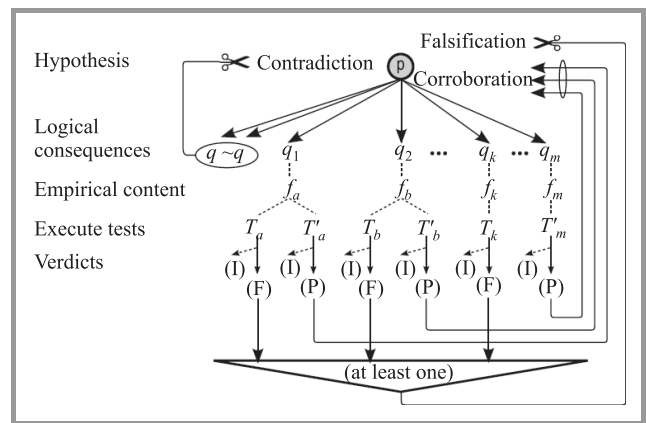 Falsification
Hypothesis
Contradiction
p
Corroboration
Logical
consequences
q ~q
q1
q2
...
qk
...
qm
Empirical content
fa
fb
fk
fm
Execute tests
Ta
T′a
Tb
T′b
Tk
T′m
Verdicts
(I)
(I)
(I)
(I)
(I)
(I)
(F)
(P)
(F)
(P)
(F)
(P)
(at least one)